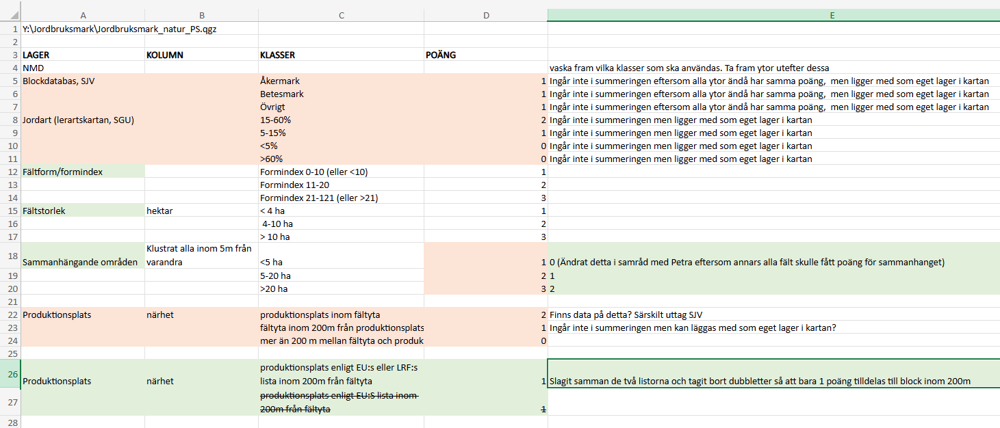 A B C D E
1 Y:\Jordbruksmark\Jordbruksmark_natur_PS.qgz
2
3 LAGER KOLUMN KLASSER POÄNG
4 NMD vaska fram vilka klasser som ska användas. Ta fram ytor utefter dessa
5 Blockdatabas, SJV Åkermark 1 Ingår inte i summeringen eftersom alla ytor ändå har samma poäng, men ligger med som eget lager i kartan
6 Betesmark 1 Ingår inte i summeringen eftersom alla ytor ändå har samma poäng, men ligger med som eget lager i kartan
7 Övrigt 1 Ingår inte i summeringen eftersom alla ytor ändå har samma poäng, men ligger med som eget lager i kartan
8 Jordart (lerartskartan, SGU) 15-60% 2 Ingår inte i summeringen men ligger med som eget lager i kartan
9 5-15% 1 Ingår inte i summeringen men ligger med som eget lager i kartan
10 <5% 0 Ingår inte i summeringen men ligger med som eget lager i kartan
11 >60% 0 Ingår inte i summeringen men ligger med som eget lager i kartan
12 Fältform/formindex Formindex 0-10 (eller <10) 1
13 Formindex 11-20 2
14 Formindex 21-121 (eller >21) 3
15 Fältstorlek hektar < 4 ha 1
16 4-10 ha 2
17 > 10 ha 3
Klustrat alla inom 5m från
18 Sammanhängande områden varandra <5 ha 1 0 (Ändrat detta i samråd med Petra eftersom annars alla fält skulle fått poäng för sammanhanget)
19 5-20 ha 2 1
20 >20 ha 3 2
21
22 Produktionsplats närhet produktionsplats inom fältyta 2 Finns data på detta? Särskilt uttag SJV
23 fältyta inom 200m från produktionsplats 1 Ingår inte i summeringen men kan läggas med som eget lager i kartan?
24 mer än 200 m mellan fältyta och produk 0
25
produktionsplats enligt EU:s eller LRF:s
26 Produktionsplats närhet lista inom 200m från fältyta 1 Slagit samman de två listorna och tagit bort dubbletter så att bara 1 poäng tilldelas till block inom 200m
produktionsplats enligt EU:S lista inom
27 200m från fältyta 1
28